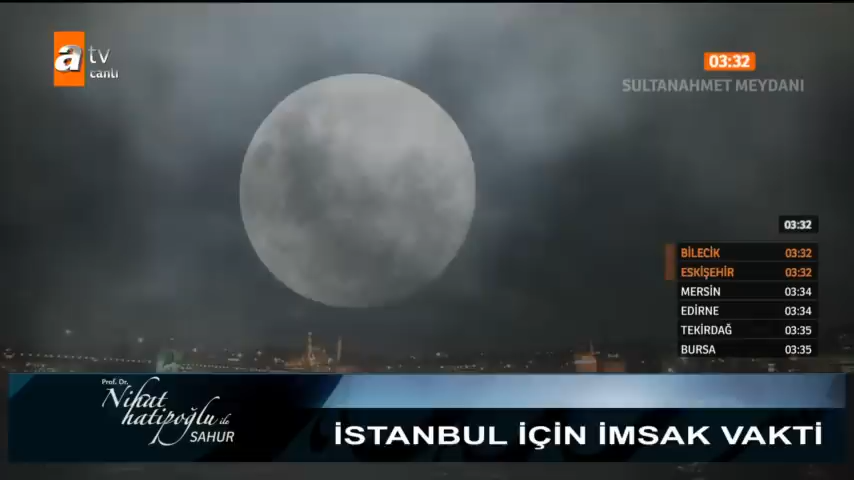 a tv
canlı
03:32
SULTANAHMET MEYDANI
03:32
BİLECİK 03:32
ESKİŞEHİR 03:32
MERSİN 03:34
EDİRNE 03:34
TEKİRDAĞ 03:35
BURSA 03:35
Prof. Dr.
Nihat
hatipoğlu ile
SAHUR
İSTANBUL İÇİN İMSAK VAKTİ